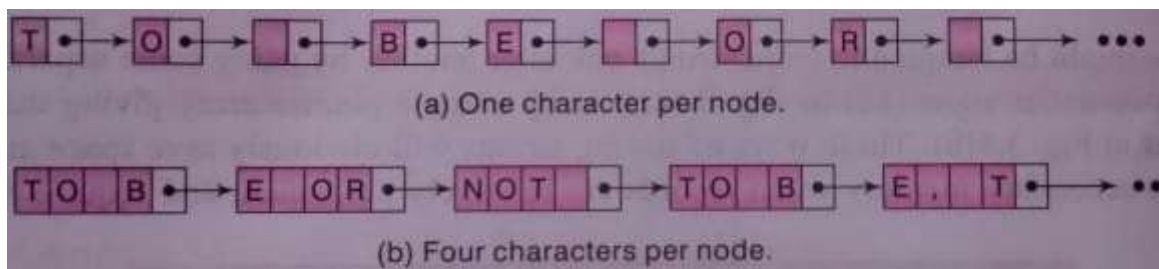 T O B E O R •••
(a) One character per node.
TO B E OR NOT TO B E, T ••
(b) Four characters per node.